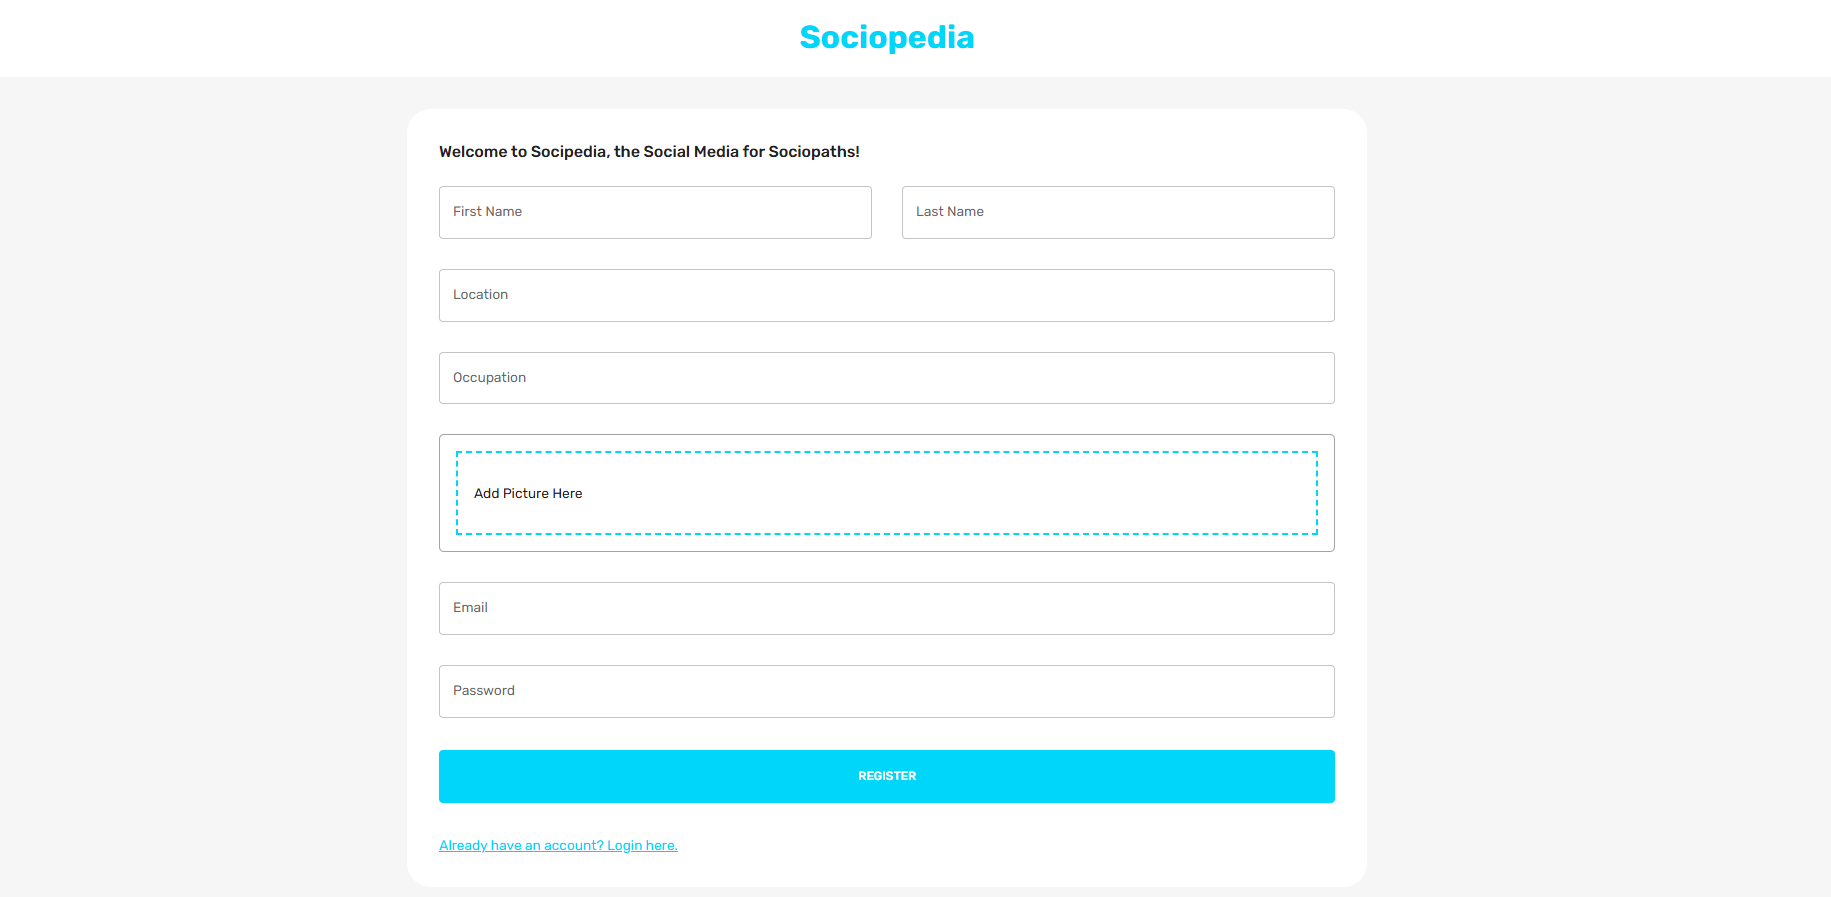 Sociopedia
Welcome to Socipedia, the Social Media for Sociopaths!
First Name
Last Name
Location
Occupation
Add Picture Here
Email
Password
REGISTER
Already have an account? Login here.